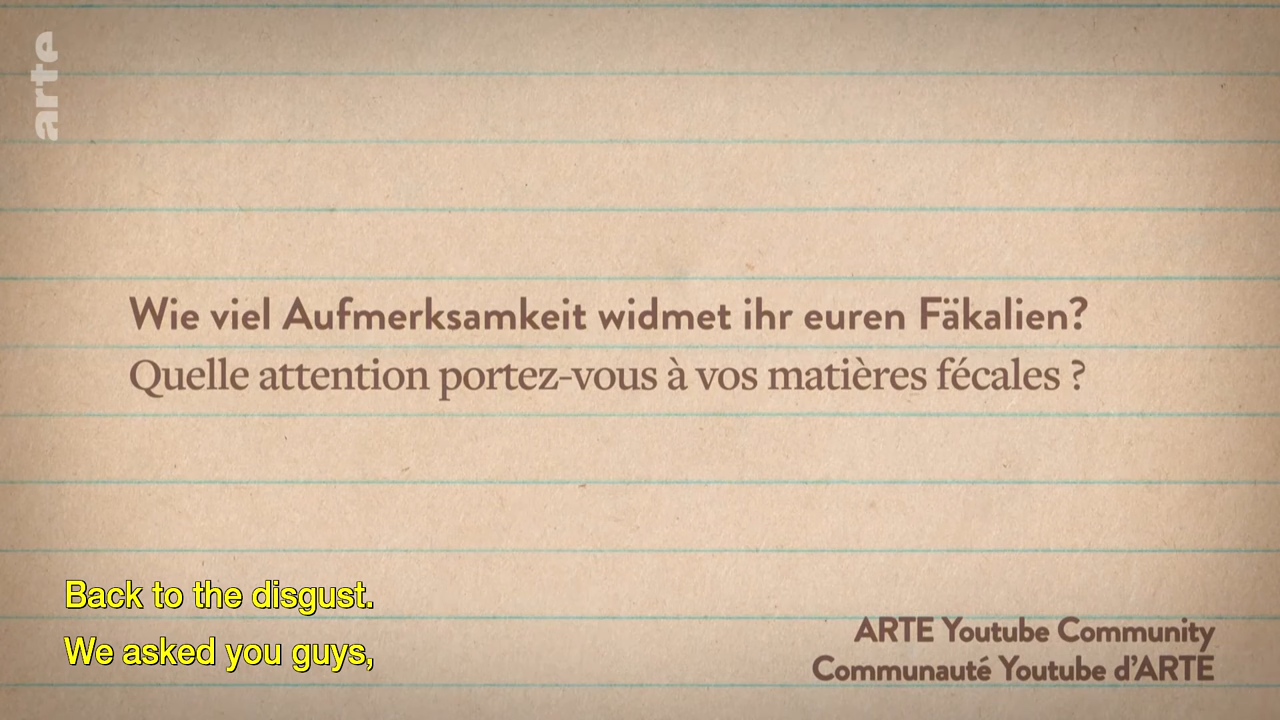 arte
Wie viel Aufmerksamkeit widmet ihr euren Fäkalien?
Quelle attention portez-vous à vos matières fécales ?
Back to the disgust.
We asked you guys,
ARTE Youtube Community
Communauté Youtube d'ARTE